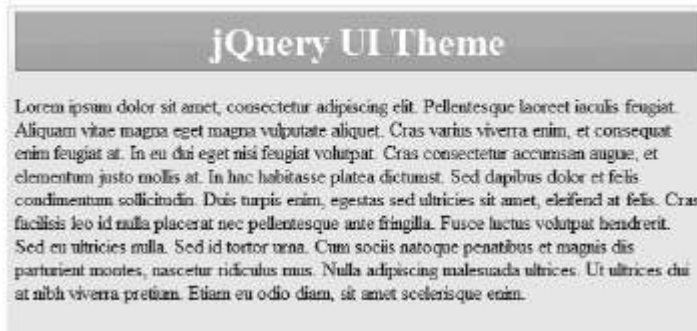 jQuery UI Theme
Lorem ipsum dolor sit amet, consectetur adipiscing elit. Pellentesque laoreet iaculis feugiat.
Aliquam vitae magna eget magna vulputate aliquet. Cras varius viverra enim, et consequat
enim feugiat at. In eu dui eget nisi feugiat volutpat. Cras consectetur accumsan augue, et
elementum justo mollis at. In hac habitasse platea dictumst. Sed dapibus dolor et felis
condimentum sollicitudin. Duis turpis enim, egestas sed ultricies sit amet, eleifend at felis. Cras
facilisis leo id nulla placerat nec pellentesque ante fringilla. Fusce luctus volutpat hendrerit.
Sed eu ultricies nulla. Sed id tortor urna. Cum sociis natoque penatibus et magnis dis
parturient montes, nascetur ridiculus mus. Nulla adipiscing malesuada ultrices. Ut ultrices dui
at nibh viverra pretium. Etiam eu odio diam, sit amet scelerisque enim.